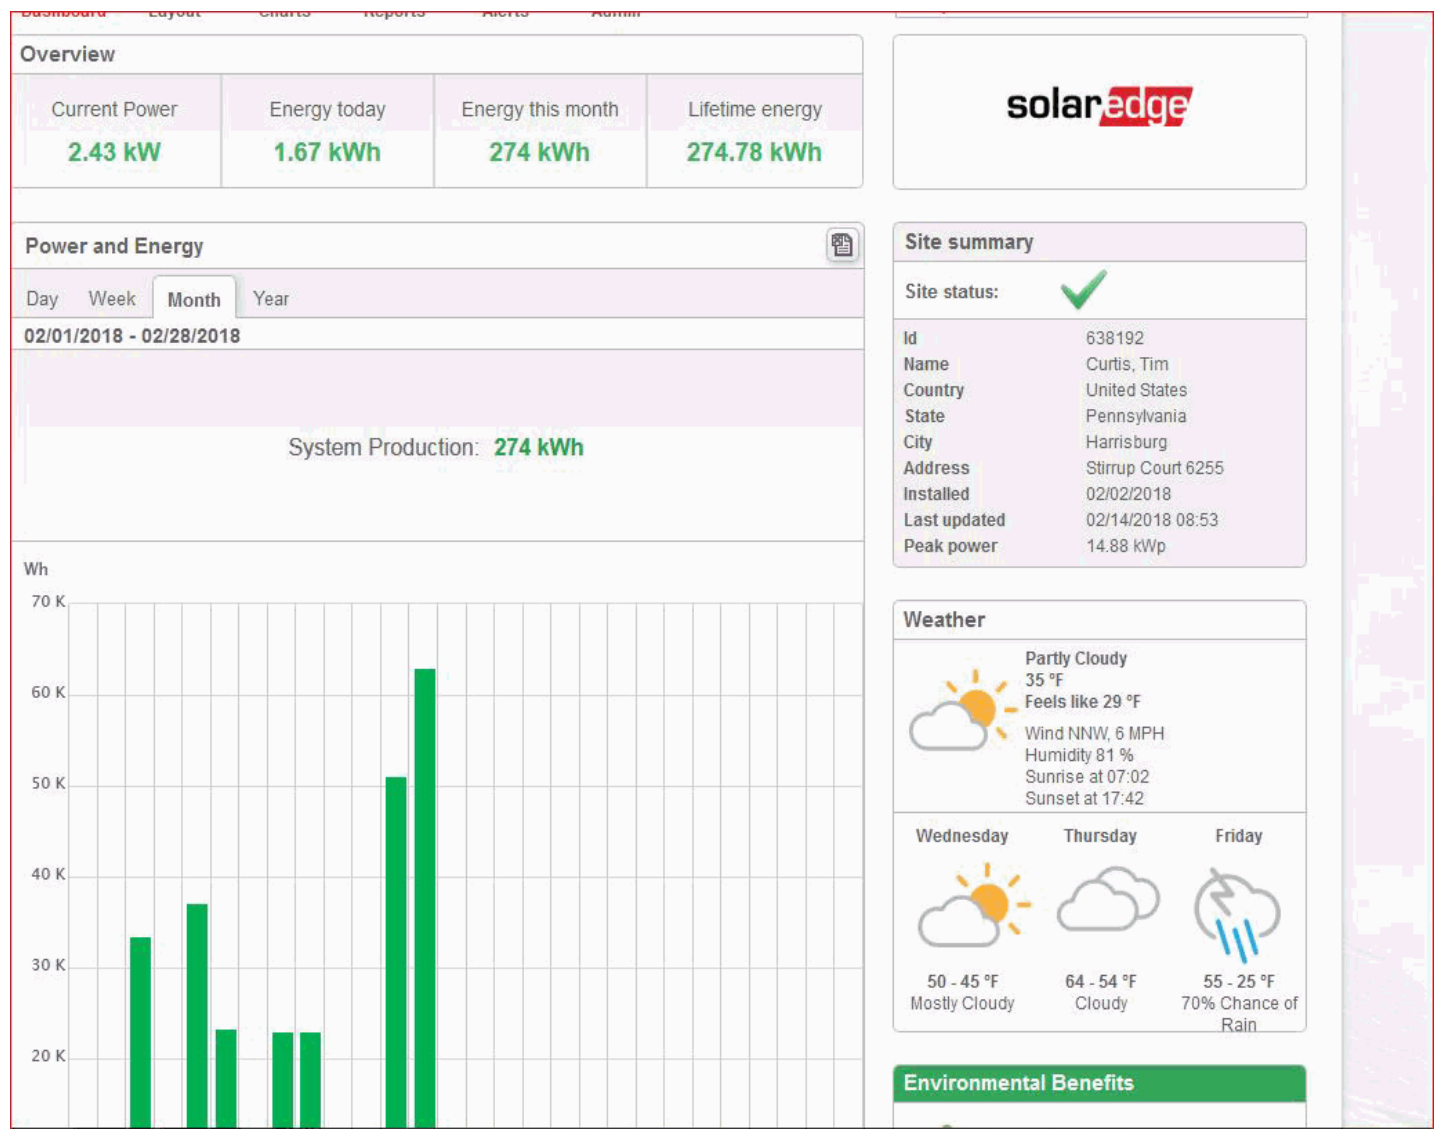 Dashboard Layout Charts Reports Alerts Admin
Overview
Current Power Energy today Energy this month Lifetime energy
2.43 kW 1.67 kWh 274 kWh 274.78 kWh
solaredge
Power and Energy
Day Week Month Year
02/01/2018 - 02/28/2018
System Production: 274 kWh
Wh
70 K
60 K
50 K
40 K
30 K
20 K
Site summary
Site status:
Id 638192
Name Curtis, Tim
Country United States
State Pennsylvania
City Harrisburg
Address Stirrup Court 6255
Installed 02/02/2018
Last updated 02/14/2018 08:53
Peak power 14.88 kWp
Weather
Partly Cloudy
35 °F
Feels like 29 °F
Wind NNW, 6 MPH
Humidity 81 %
Sunrise at 07:02
Sunset at 17:42
Wednesday Thursday Friday
50 - 45 °F 64 - 54 °F 55 - 25 °F
Mostly Cloudy Cloudy 70% Chance of
Rain
Environmental Benefits